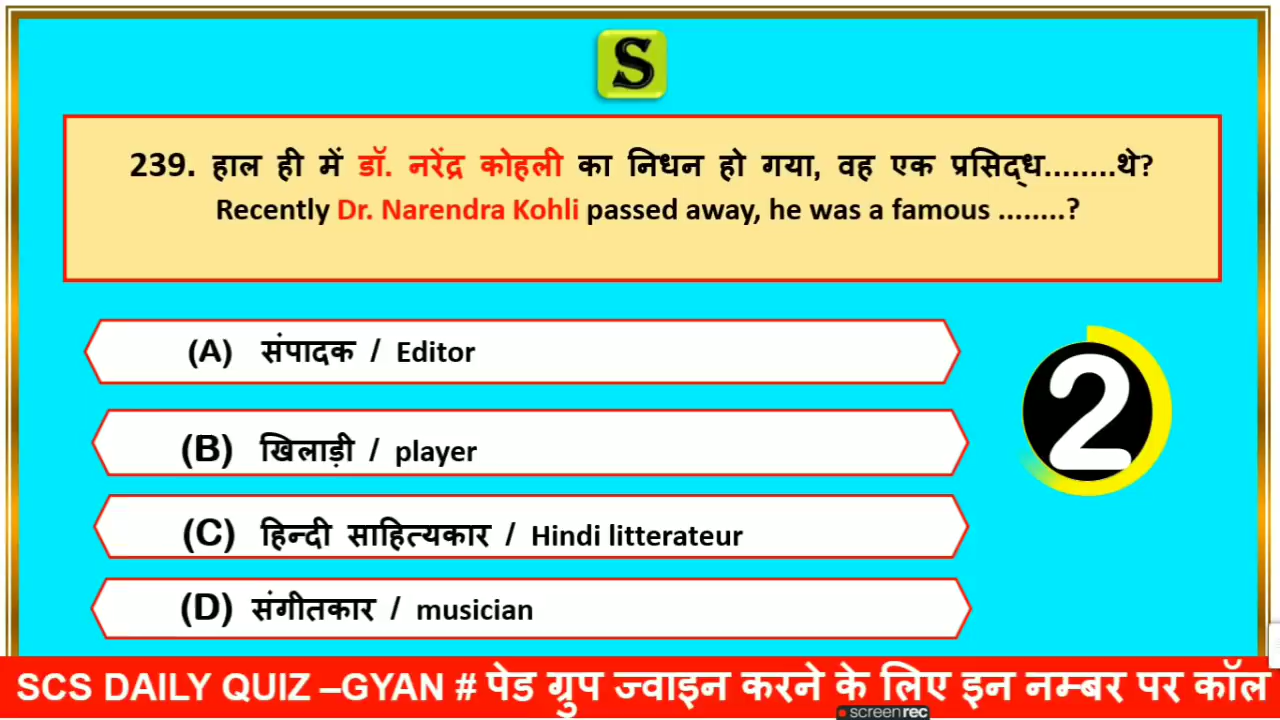 S
239. हाल ही में डॉ. नरेंद्र कोहली का निधन हो गया, वह एक प्रसिद्ध........थे?
Recently Dr. Narendra Kohli passed away, he was a famous ........?
(A) संपादक / Editor
(B) खिलाड़ी / player
2
(C) हिन्दी साहित्यकार / Hindi litterateur
(D) संगीतकार / musician
SCS DAILY QUIZ –GYAN # पेड ग्रुप ज्वाइन करने के लिए इन नम्बर पर कॉल
screenrec